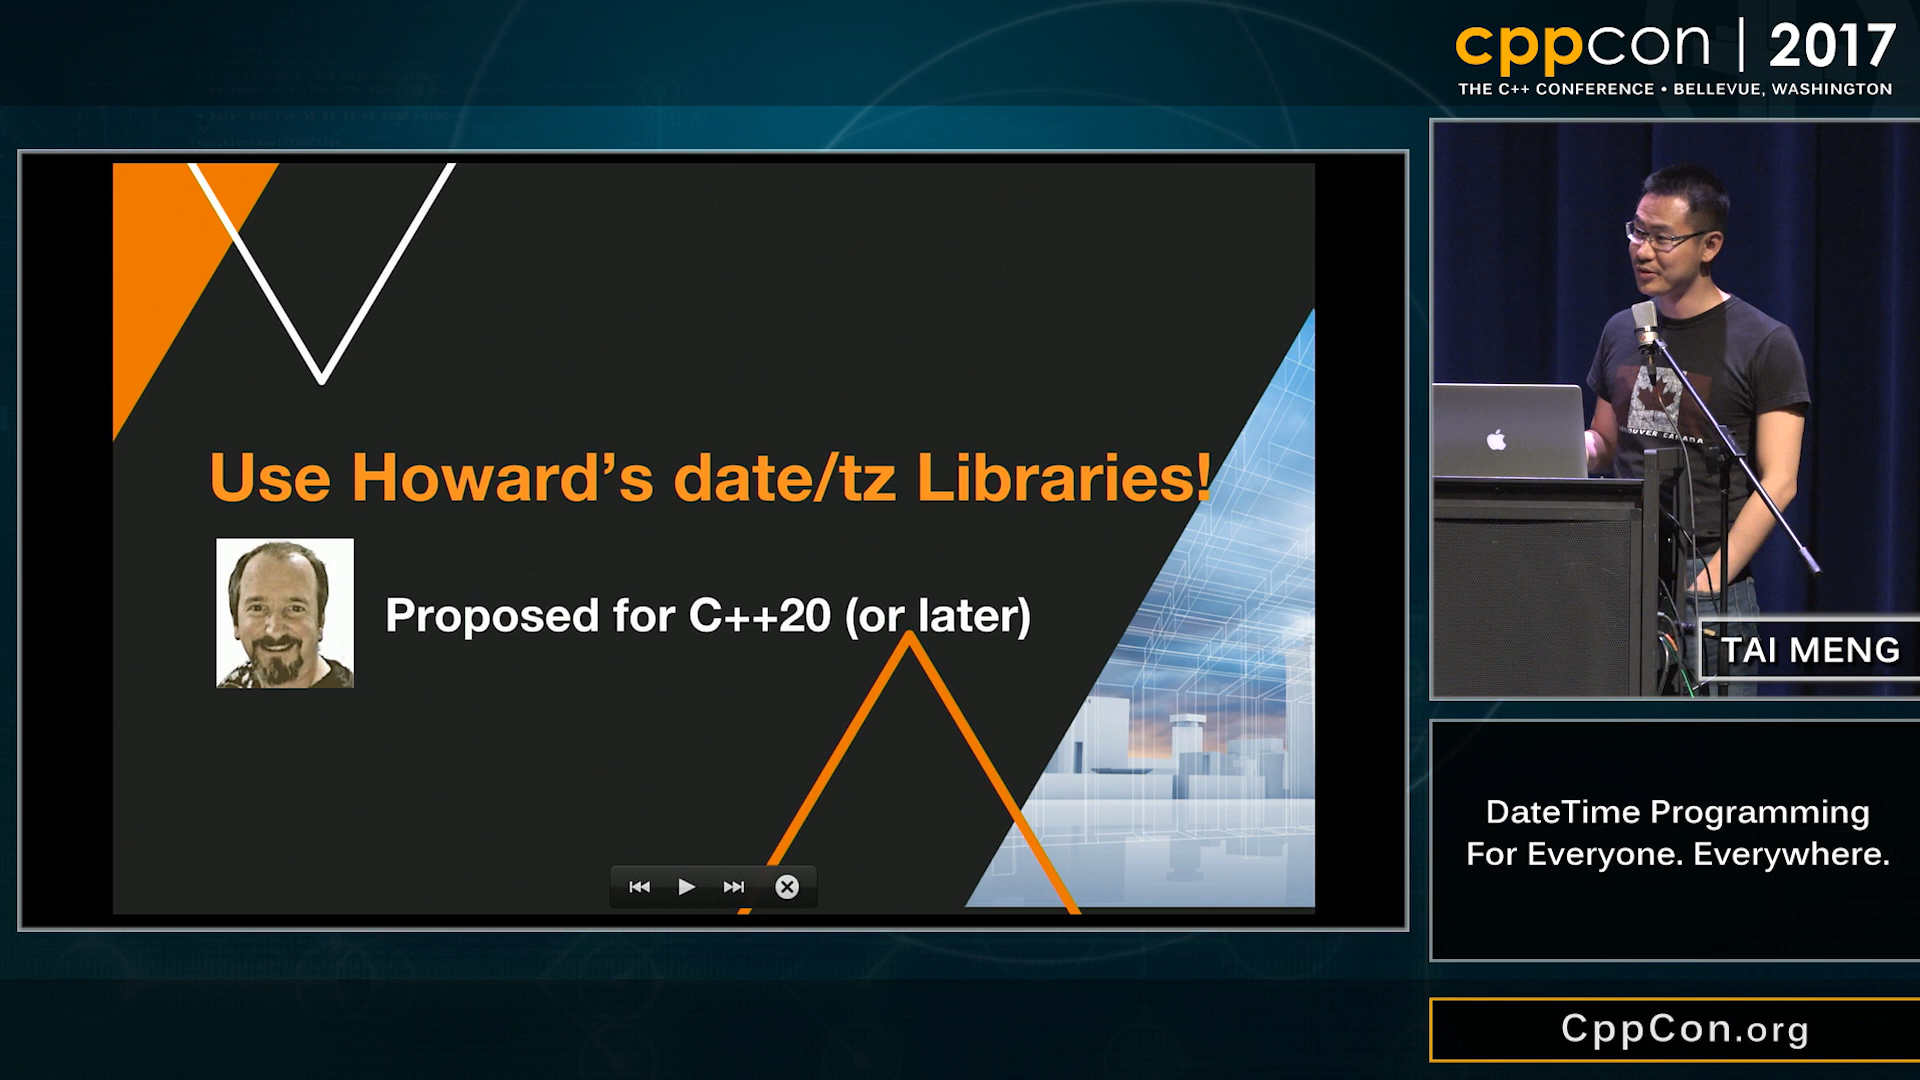 cppcon | 2017
THE C++ CONFERENCE • BELLEVUE, WASHINGTON
Use Howard's date/tz Libraries!
Proposed for C++20 (or later)
TAI MENG
DateTime Programming
For Everyone. Everywhere.
CppCon.org